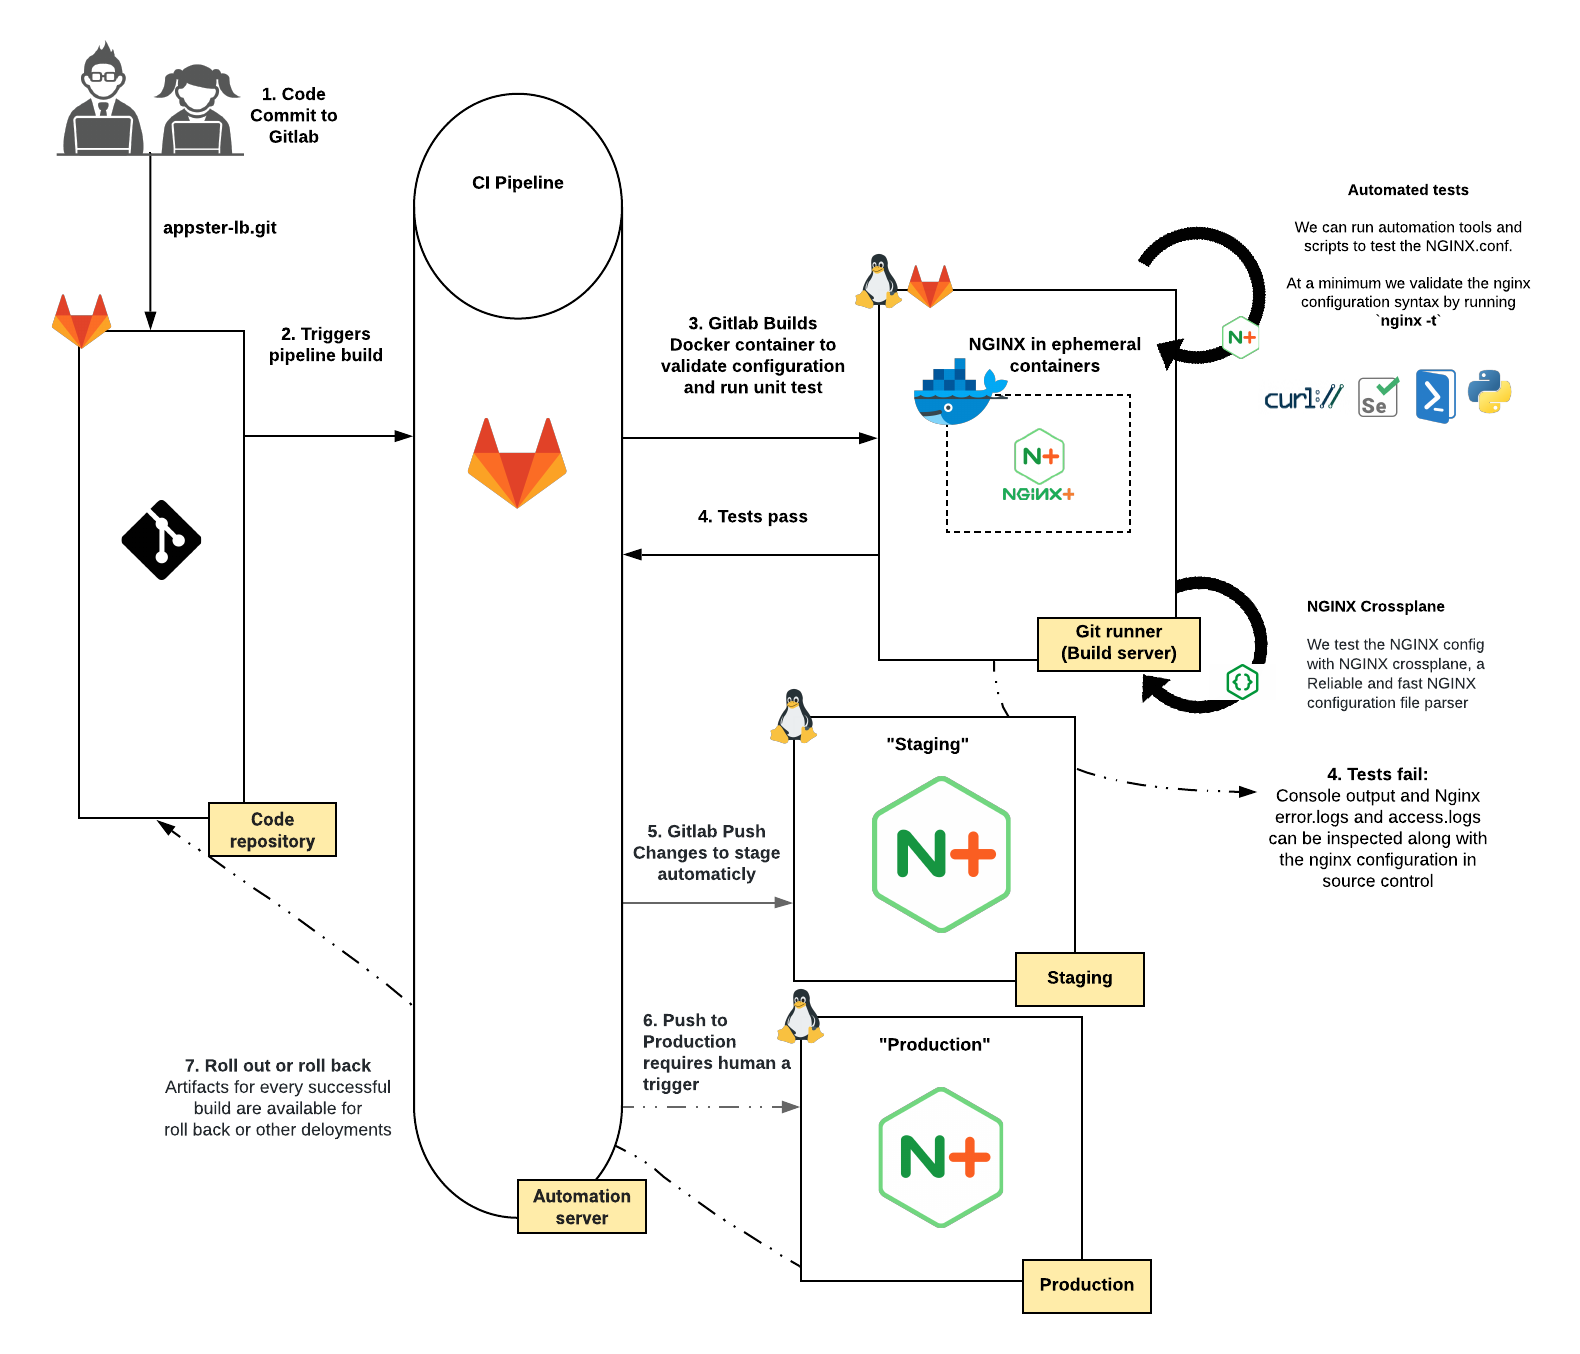 1. Code
Commit to
Gitlab
appster-lb.git
2. Triggers
pipeline build
CI Pipeline
3. Gitlab Builds
Docker container to
validate configuration
and run unit test
4. Tests pass
NGINX in ephemeral
containers
N+
NGINX+
Git runner
(Build server)
Automated tests
We can run automation tools and
scripts to test the NGINX.conf.
At a minimum we validate the nginx
configuration syntax by running
`nginx -t`
N+
curl://
Se
NGINX Crossplane
We test the NGINX config
with NGINX crossplane, a
Reliable and fast NGINX
configuration file parser
{}
4. Tests fail:
Console output and Nginx
error.logs and access.logs
can be inspected along with
the nginx configuration in
source control
Code
repository
5. Gitlab Push
Changes to stage
automaticly
"Staging"
N+
Staging
6. Push to
Production
requires human a
trigger
"Production"
N+
Production
7. Roll out or roll back
Artifacts for every successful
build are available for
roll back or other deloyments
Automation
server